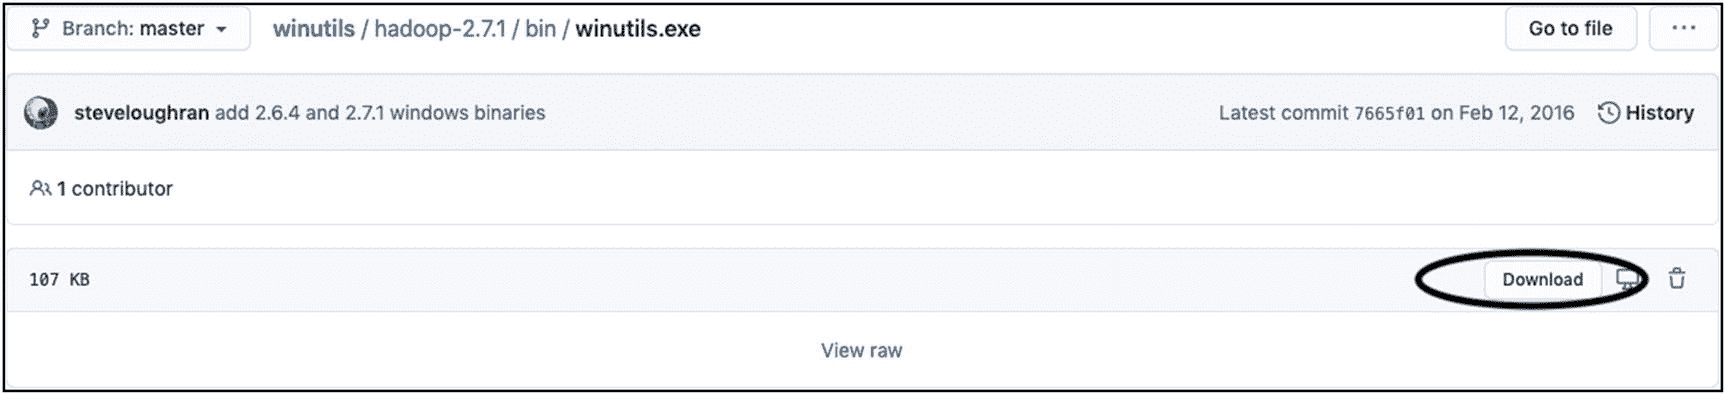 Branch: master winutils / hadoop-2.7.1 / bin / winutils.exe Go to file ...
steveloughran add 2.6.4 and 2.7.1 windows binaries Latest commit 7665f01 on Feb 12, 2016 History
1 contributor
107 KB Download
View raw